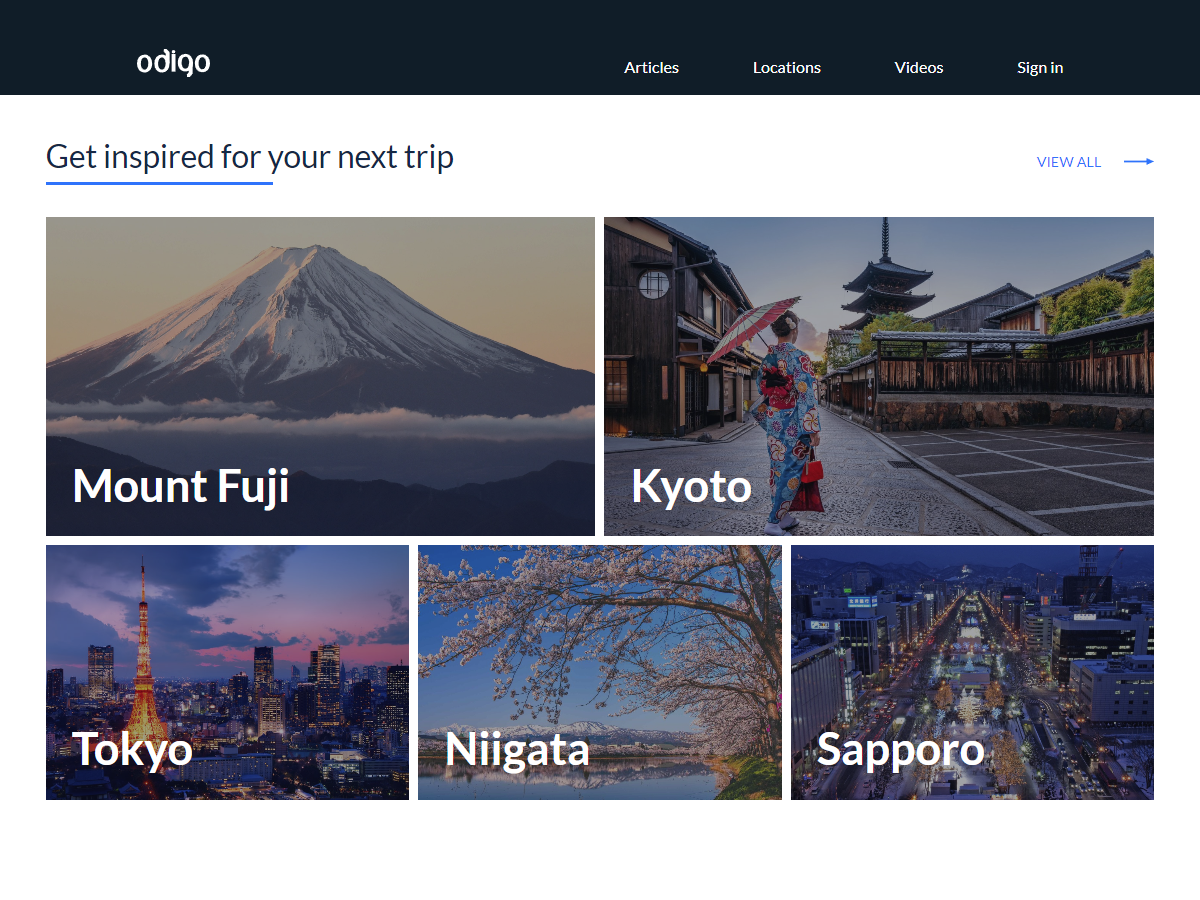 odigo
Articles Locations Videos Sign in
Get inspired for your next trip
VIEW ALL
Mount Fuji
Kyoto
Tokyo
Niigata
Sapporo